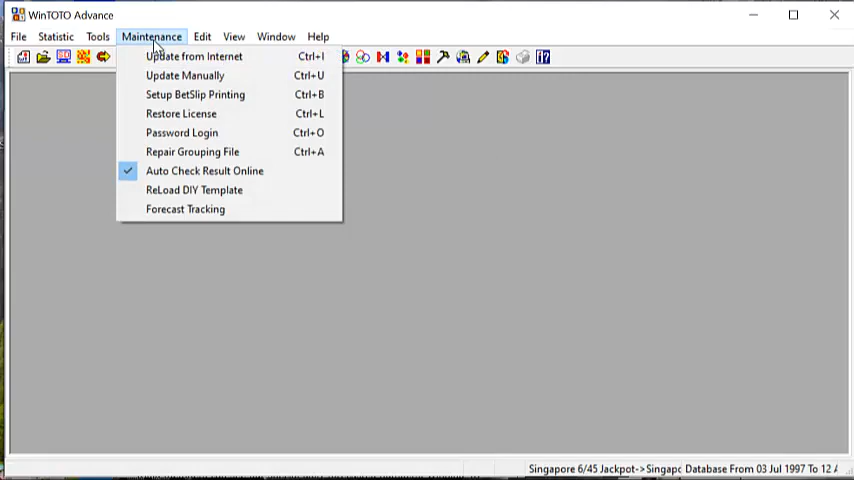 WinTOTO Advance
File Statistic Tools Maintenance Edit View Window Help
Update from Internet Ctrl+I
Update Manually Ctrl+U
Setup BetSlip Printing Ctrl+B
Restore License Ctrl+L
Password Login Ctrl+O
Repair Grouping File Ctrl+A
Auto Check Result Online
ReLoad DIY Template
Forecast Tracking
Singapore 6/45 Jackpot->Singapo Database From 03 Jul 1997 To 12